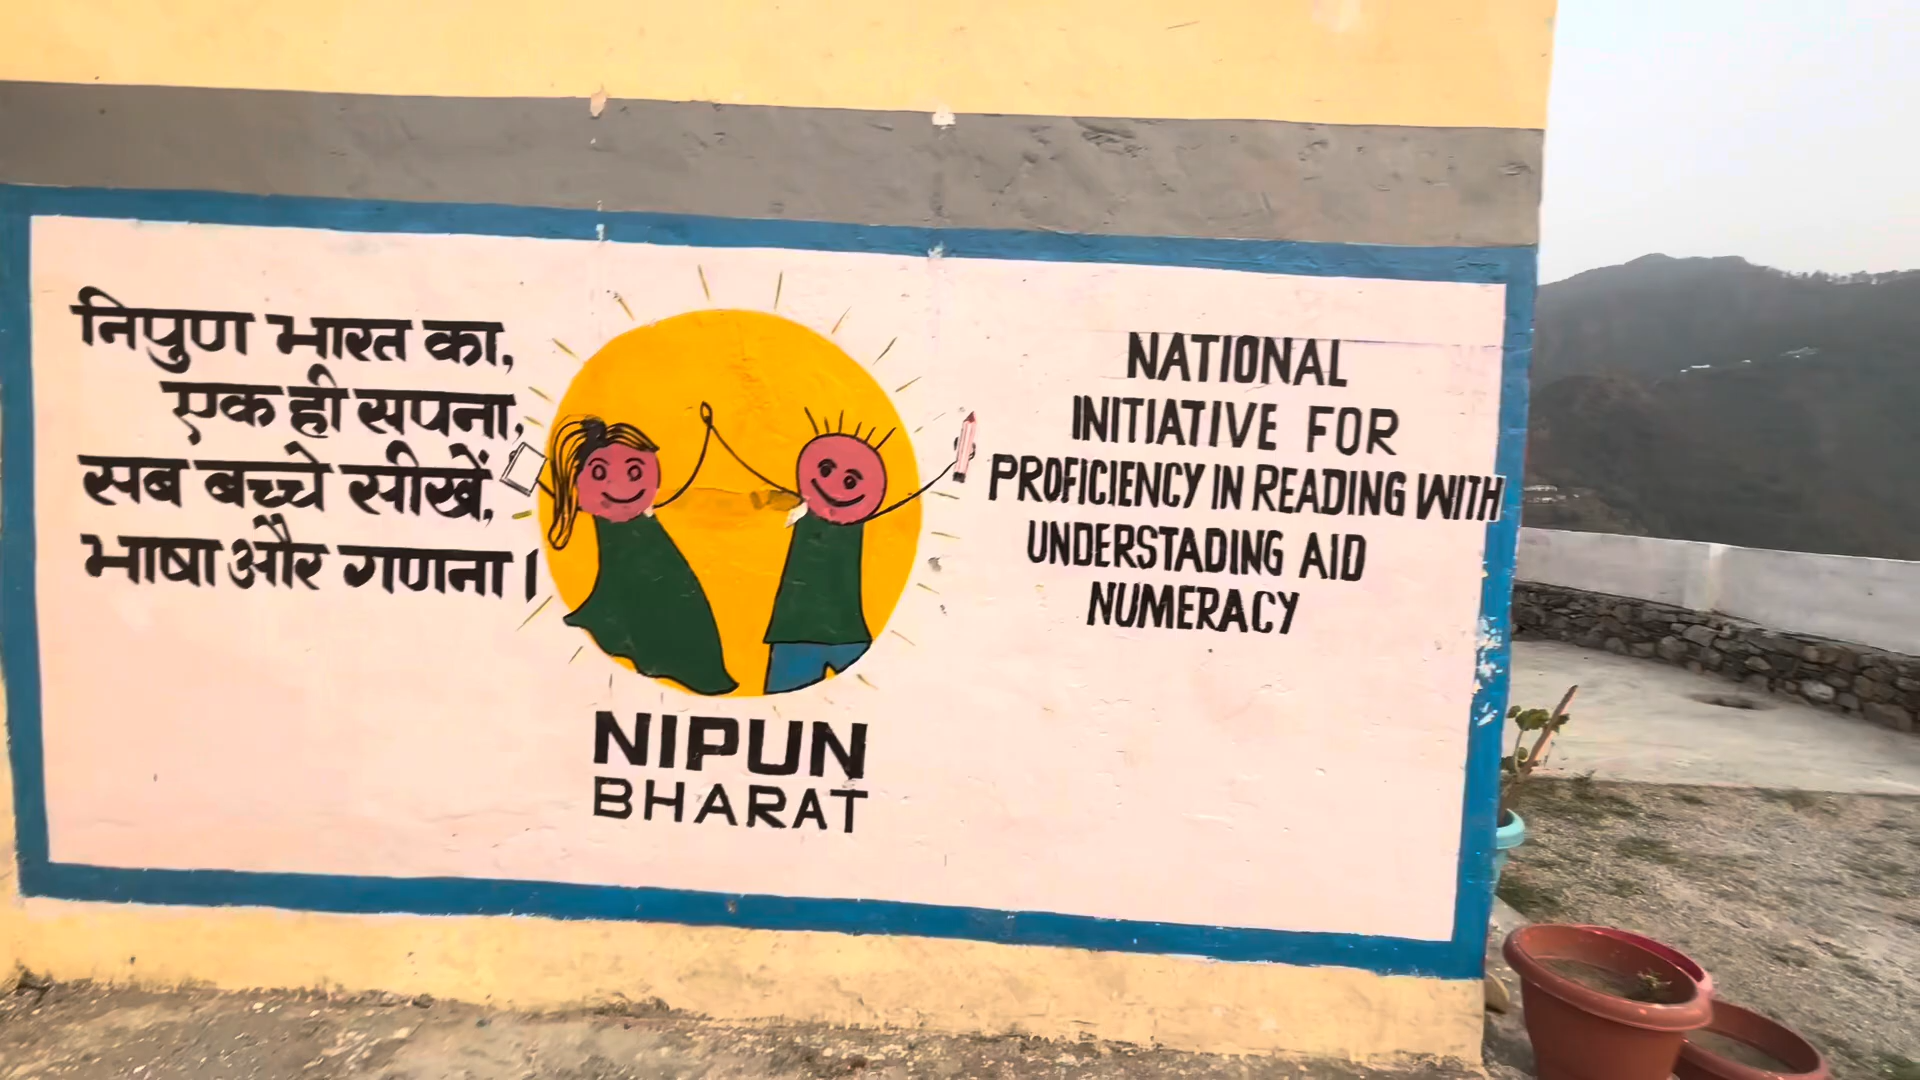 निपुण भारत का,
एक ही सपना,
सब बच्चे सीखें,
भाषा और गणना।
NIPUN
BHARAT
NATIONAL
INITIATIVE FOR
PROFICIENCY IN READING WITH
UNDERSTADING AID
NUMERACY